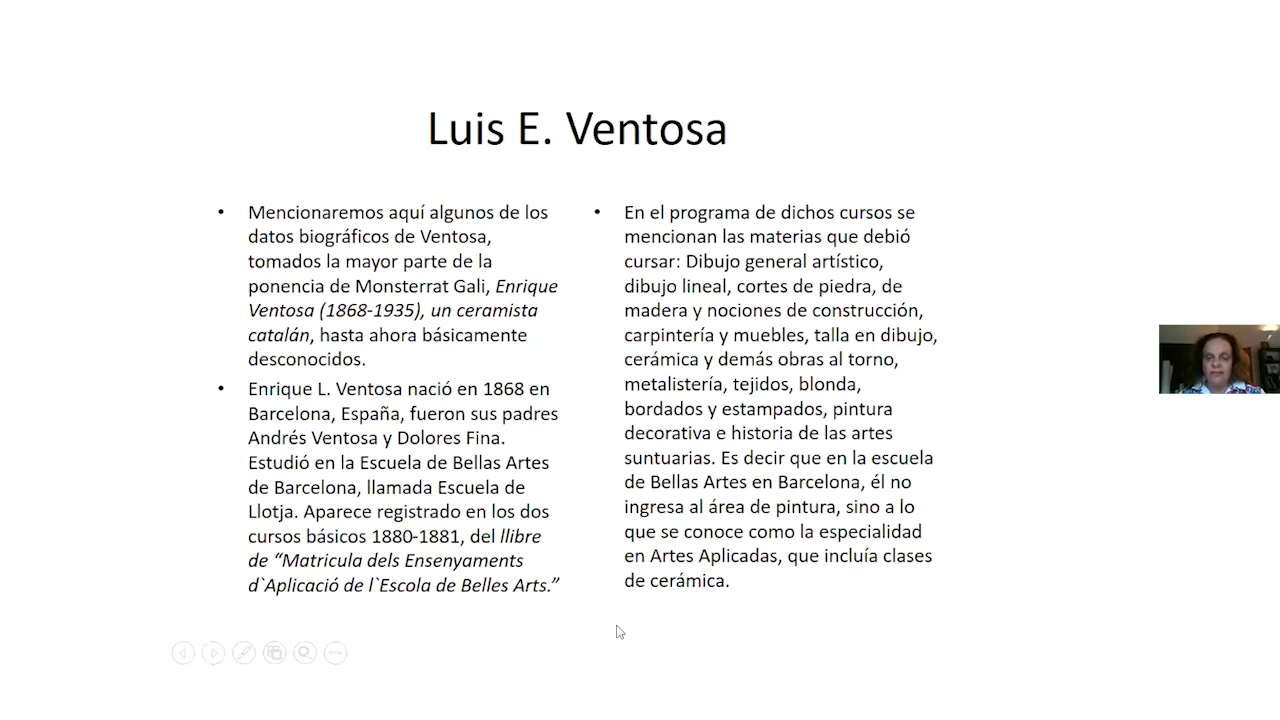 Luis E. Ventosa
• Mencionaremos aquí algunos de los
datos biográficos de Ventosa,
tomados la mayor parte de la
ponencia de Monsterrat Gali, Enrique
Ventosa (1868-1935), un ceramista
catalán, hasta ahora básicamente
desconocidos.
• Enrique L. Ventosa nació en 1868 en
Barcelona, España, fueron sus padres
Andrés Ventosa y Dolores Fina.
Estudió en la Escuela de Bellas Artes
de Barcelona, llamada Escuela de
Llotja. Aparece registrado en los dos
cursos básicos 1880-1881, del llibre
de “Matricula dels Ensenyaments
d`Aplicació de l`Escola de Belles Arts.”
• En el programa de dichos cursos se
mencionan las materias que debió
cursar: Dibujo general artístico,
dibujo lineal, cortes de piedra, de
madera y nociones de construcción,
carpintería y muebles, talla en dibujo,
cerámica y demás obras al torno,
metalistería, tejidos, blonda,
bordados y estampados, pintura
decorativa e historia de las artes
suntuarias. Es decir que en la escuela
de Bellas Artes en Barcelona, él no
ingresa al área de pintura, sino a lo
que se conoce como la especialidad
en Artes Aplicadas, que incluía clases
de cerámica.